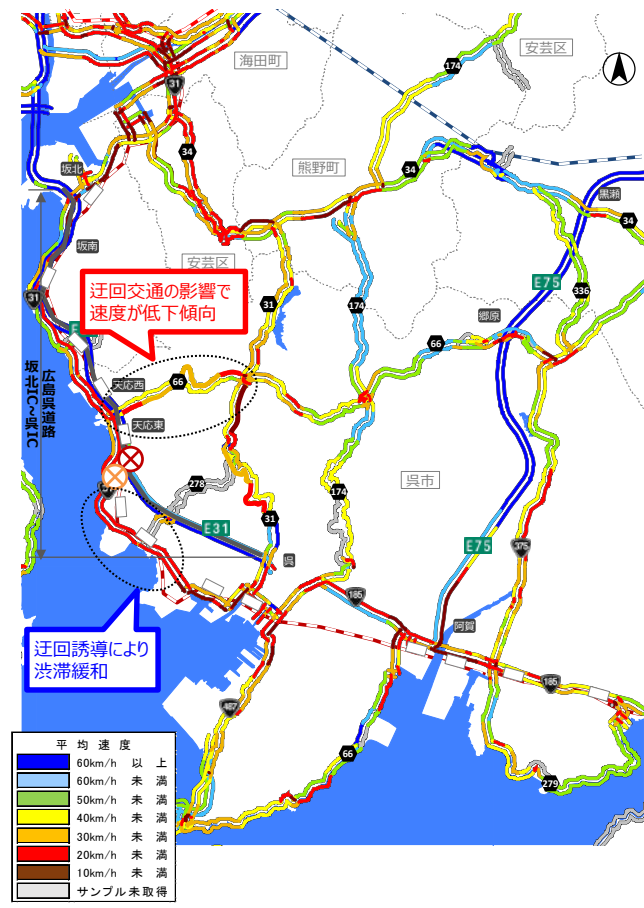 安芸区
海田町
174
31
34
坂北
熊野町
34
黒瀬
34
坂南
安芸区
31
迂回交通の影響で
速度が低下傾向
31
174
E75
336
郷原
66
広島呉道路
坂北IC～呉IC
天応西
66
天応東
278
174
呉市
31
E31
E75
375
呉
185
阿賀
迂回誘導により
渋滞緩和
185
487
66
279
平均速度
60km/h 以上
60km/h 未満
50km/h 未満
40km/h 未満
30km/h 未満
20km/h 未満
10km/h 未満
サンプル未取得